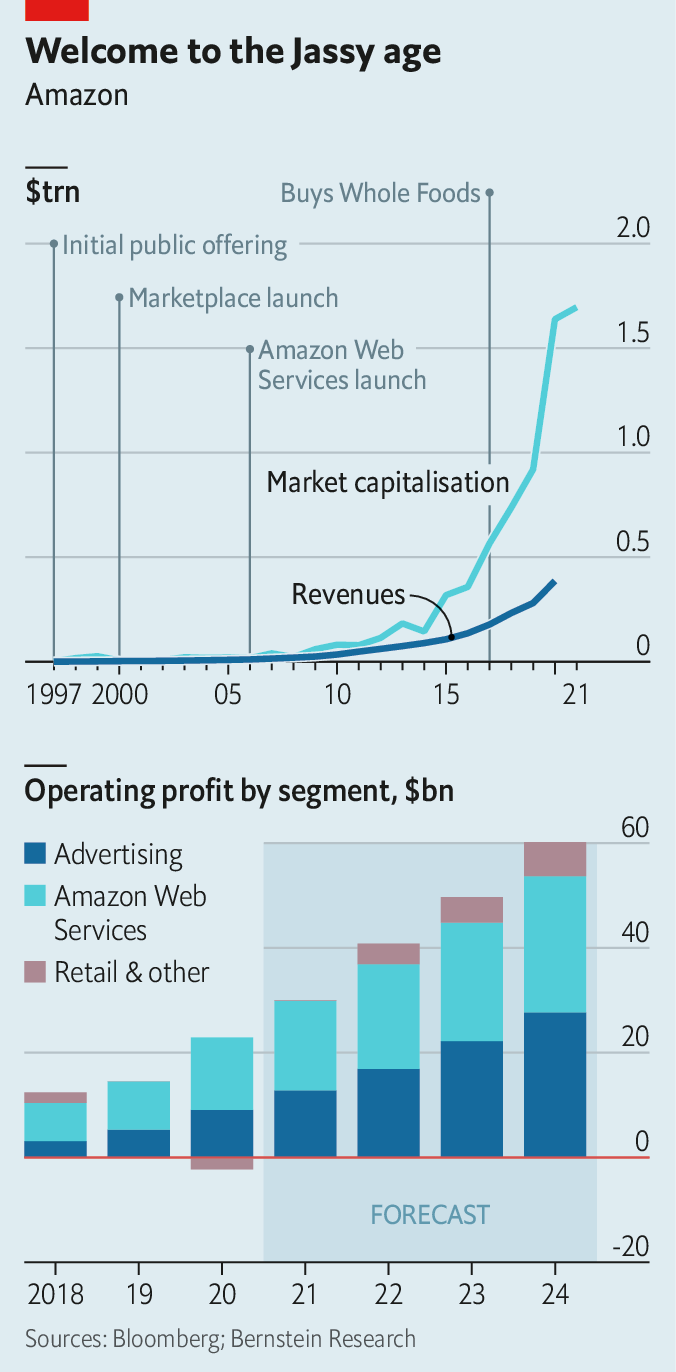 Welcome to the Jassy age
Amazon
$trn
Buys Whole Foods
2.0
Initial public offering
Marketplace launch
1.5
Amazon Web
Services launch
1.0
Market capitalisation
0.5
Revenues
0
1997 2000 05 10 15 21
Operating profit by segment, $bn
60
Advertising
Amazon Web
Services
40
Retail & other
20
0
FORECAST
-20
2018 19 20 21 22 23 24
Sources: Bloomberg; Bernstein Research